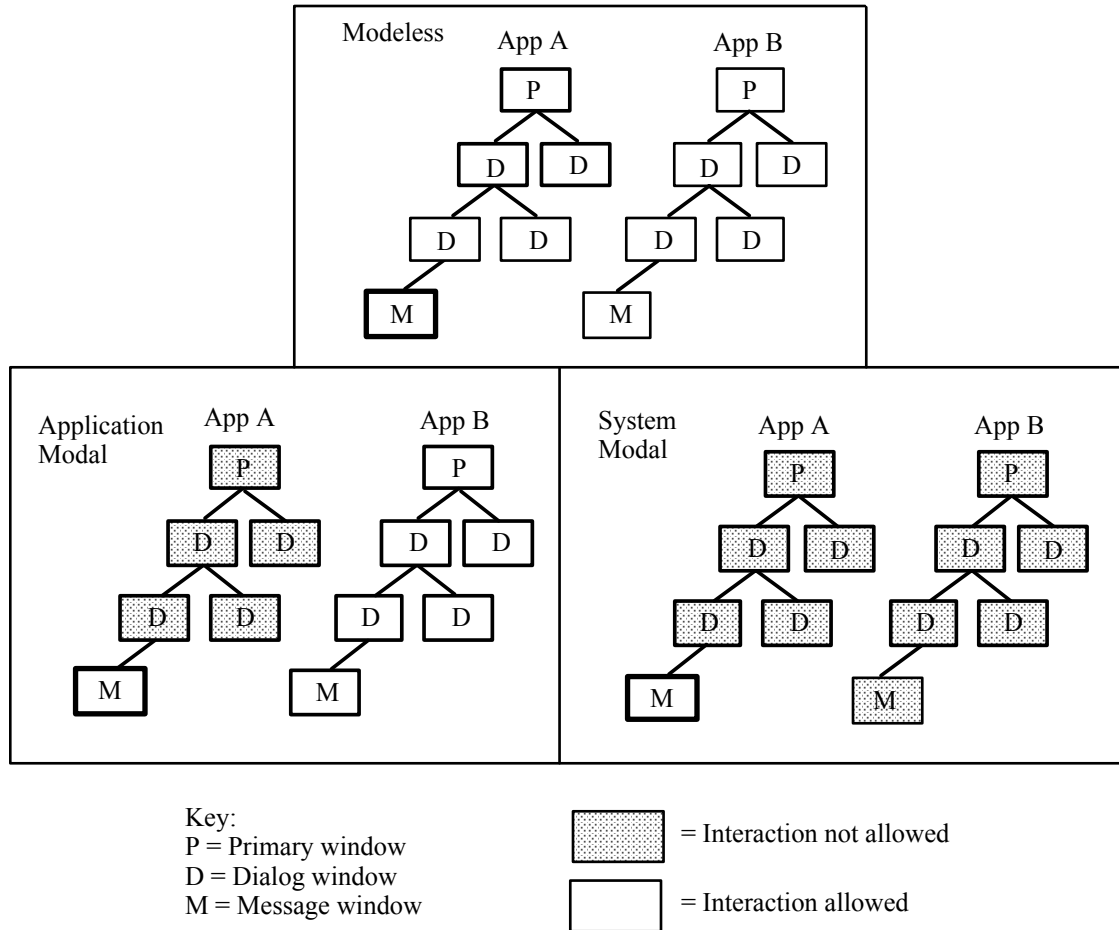 Modeless
App A
App B
P
P
D
D
D
D
D
D
D
D
M
M
Application
Modal
App A
App B
P
P
D
D
D
D
D
D
D
D
M
M
System
Modal
App A
App B
P
P
D
D
D
D
D
D
D
D
M
M
Key:
P = Primary window
D = Dialog window
M = Message window
= Interaction not allowed
= Interaction allowed